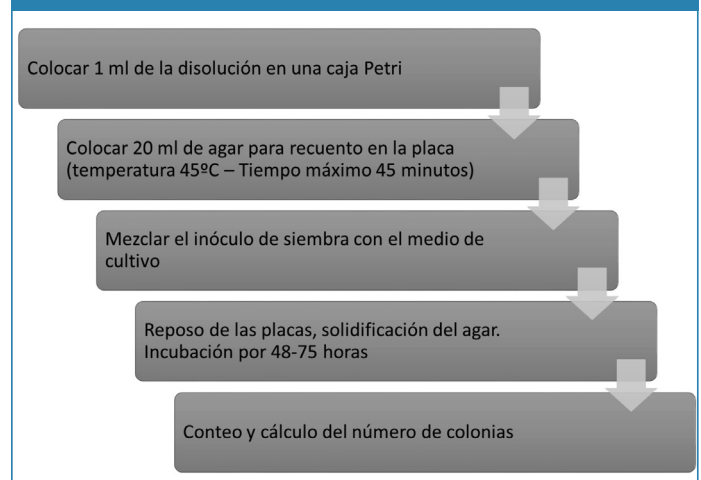 Colocar 1 ml de la disolución en una caja Petri
Colocar 20 ml de agar para recuento en la placa
(temperatura 45ºC – Tiempo máximo 45 minutos)
Mezclar el inóculo de siembra con el medio de
cultivo
Reposo de las placas, solidificación del agar.
Incubación por 48-75 horas
Conteo y cálculo del número de colonias